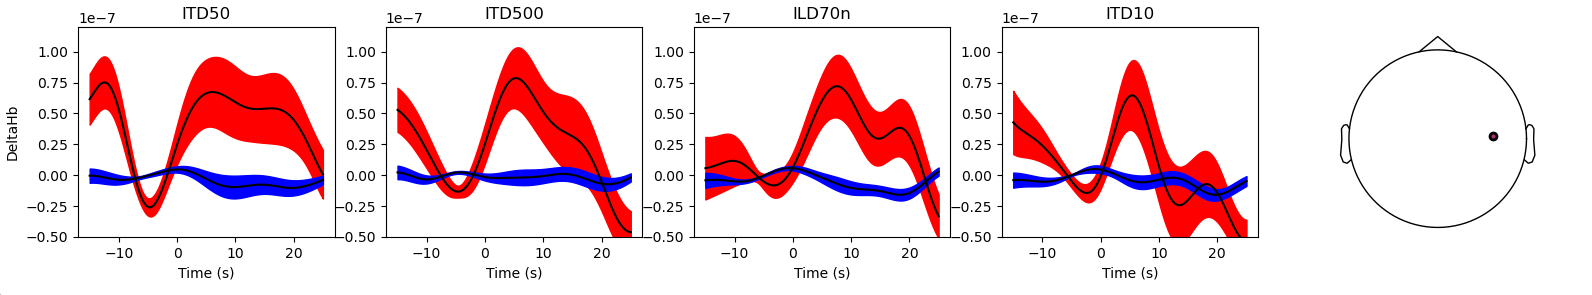 ITD50 ITD500 ILD70n ITD10
1e−7 1e−7 1e−7 1e−7
DeltaHb
1.00 1.00 1.00 1.00
0.75 0.75 0.75 0.75
0.50 0.50 0.50 0.50
0.25 0.25 0.25 0.25
0.00 0.00 0.00 0.00
−0.25 −0.25 −0.25 −0.25
−0.50 −0.50 −0.50 −0.50
−10 0 10 20 −10 0 10 20 −10 0 10 20 −10 0 10 20
Time (s) Time (s) Time (s) Time (s)